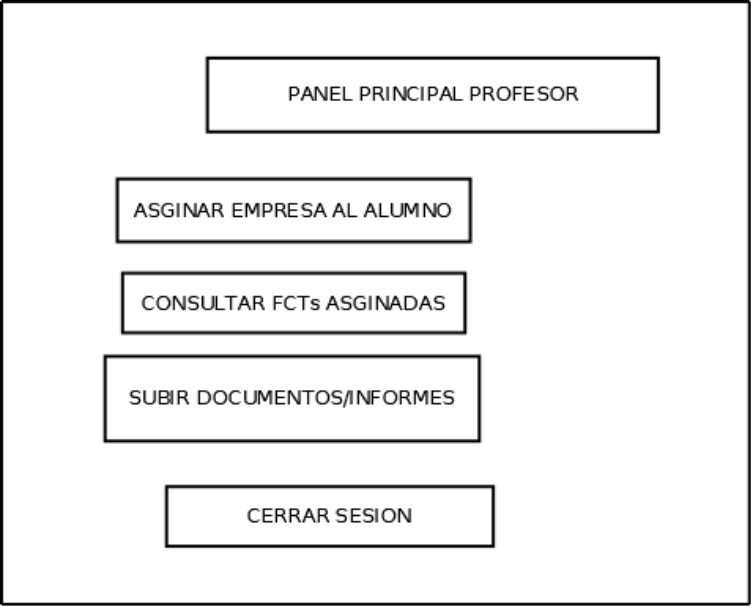 PANEL PRINCIPAL PROFESOR
ASGINAR EMPRESA AL ALUMNO
CONSULTAR FCTs ASGINADAS
SUBIR DOCUMENTOS/INFORMES
CERRAR SESION